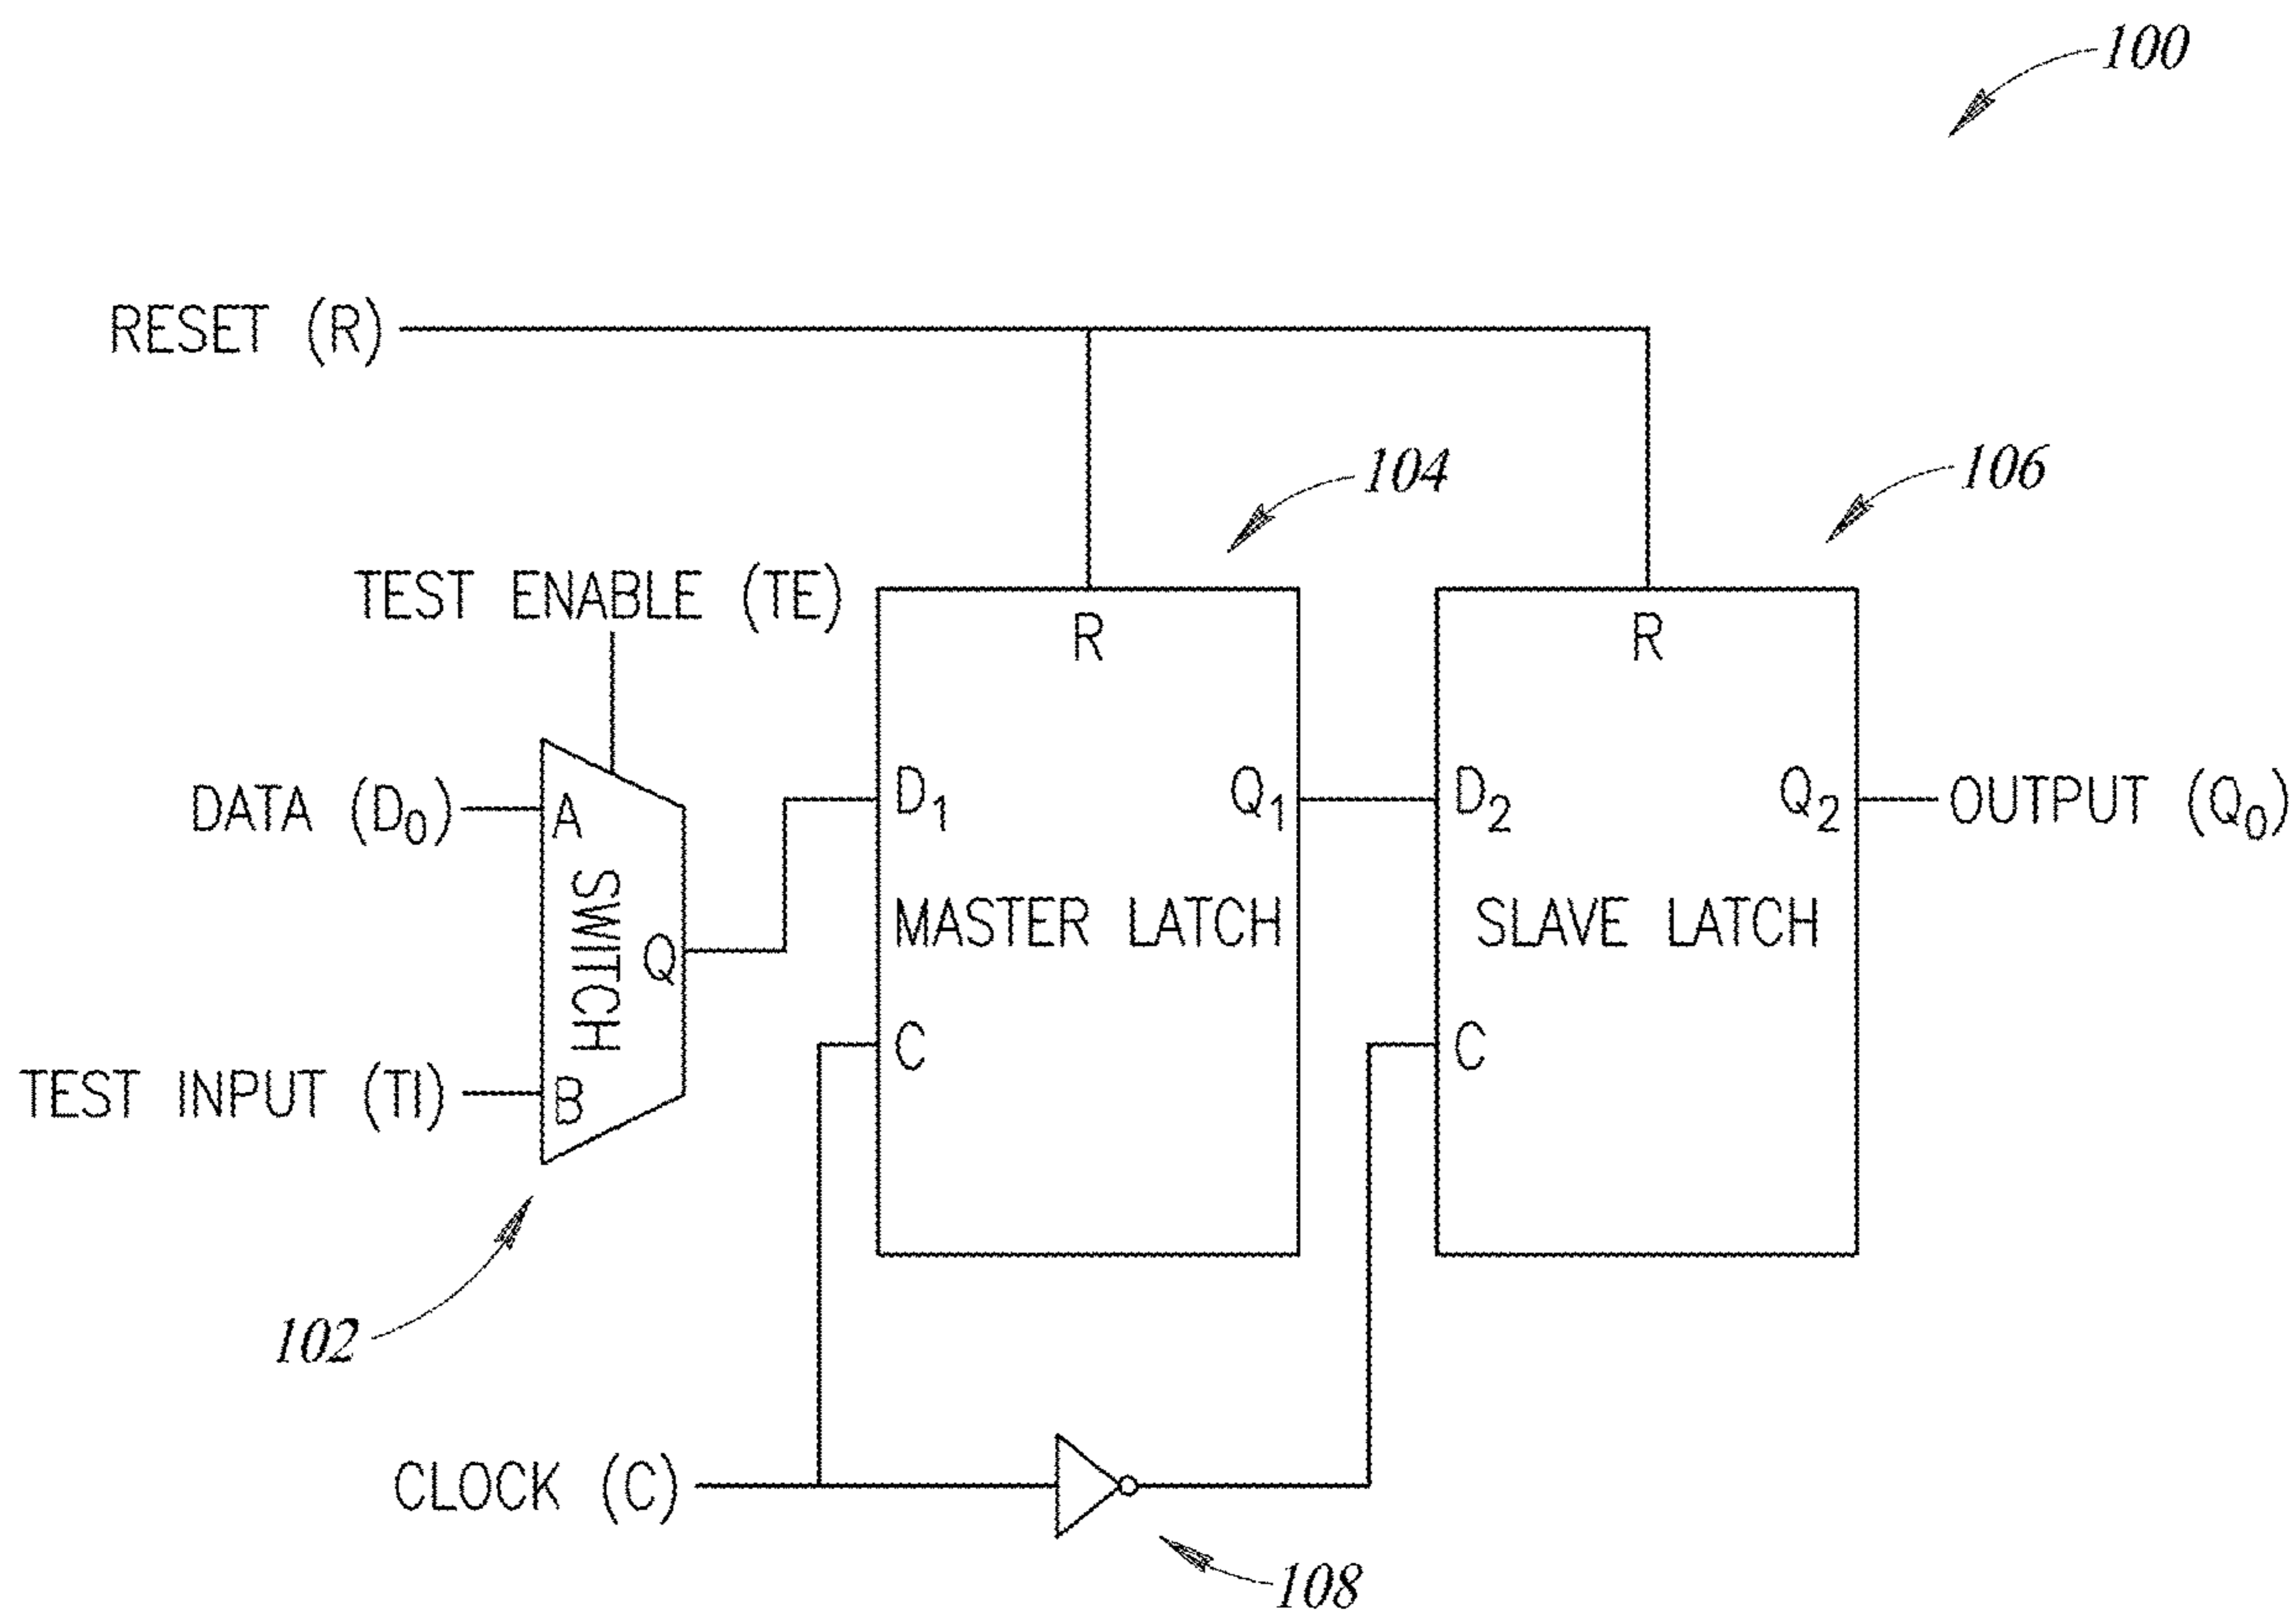 100
RESET (R)
104
106
TEST ENABLE (TE)
R
R
DATA (D₀)
A
D₁
Q₁
D₂
Q₂
OUTPUT (Q₀)
SWITCH
Q
MASTER LATCH
SLAVE LATCH
TEST INPUT (TI)
B
C
C
102
CLOCK (C)
108